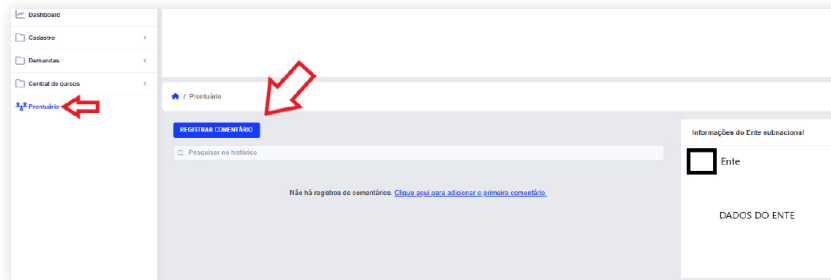 Dashboard
Cadastro
Demandas
Central de cursos
Prontuário
/ Prontuário
REGISTRAR COMENTÁRIO
Pesquisar no histórico
Não há registros de comentários. Clique aqui para adicionar o primeiro comentário.
Informações do Ente subnacional
Ente
DADOS DO ENTE